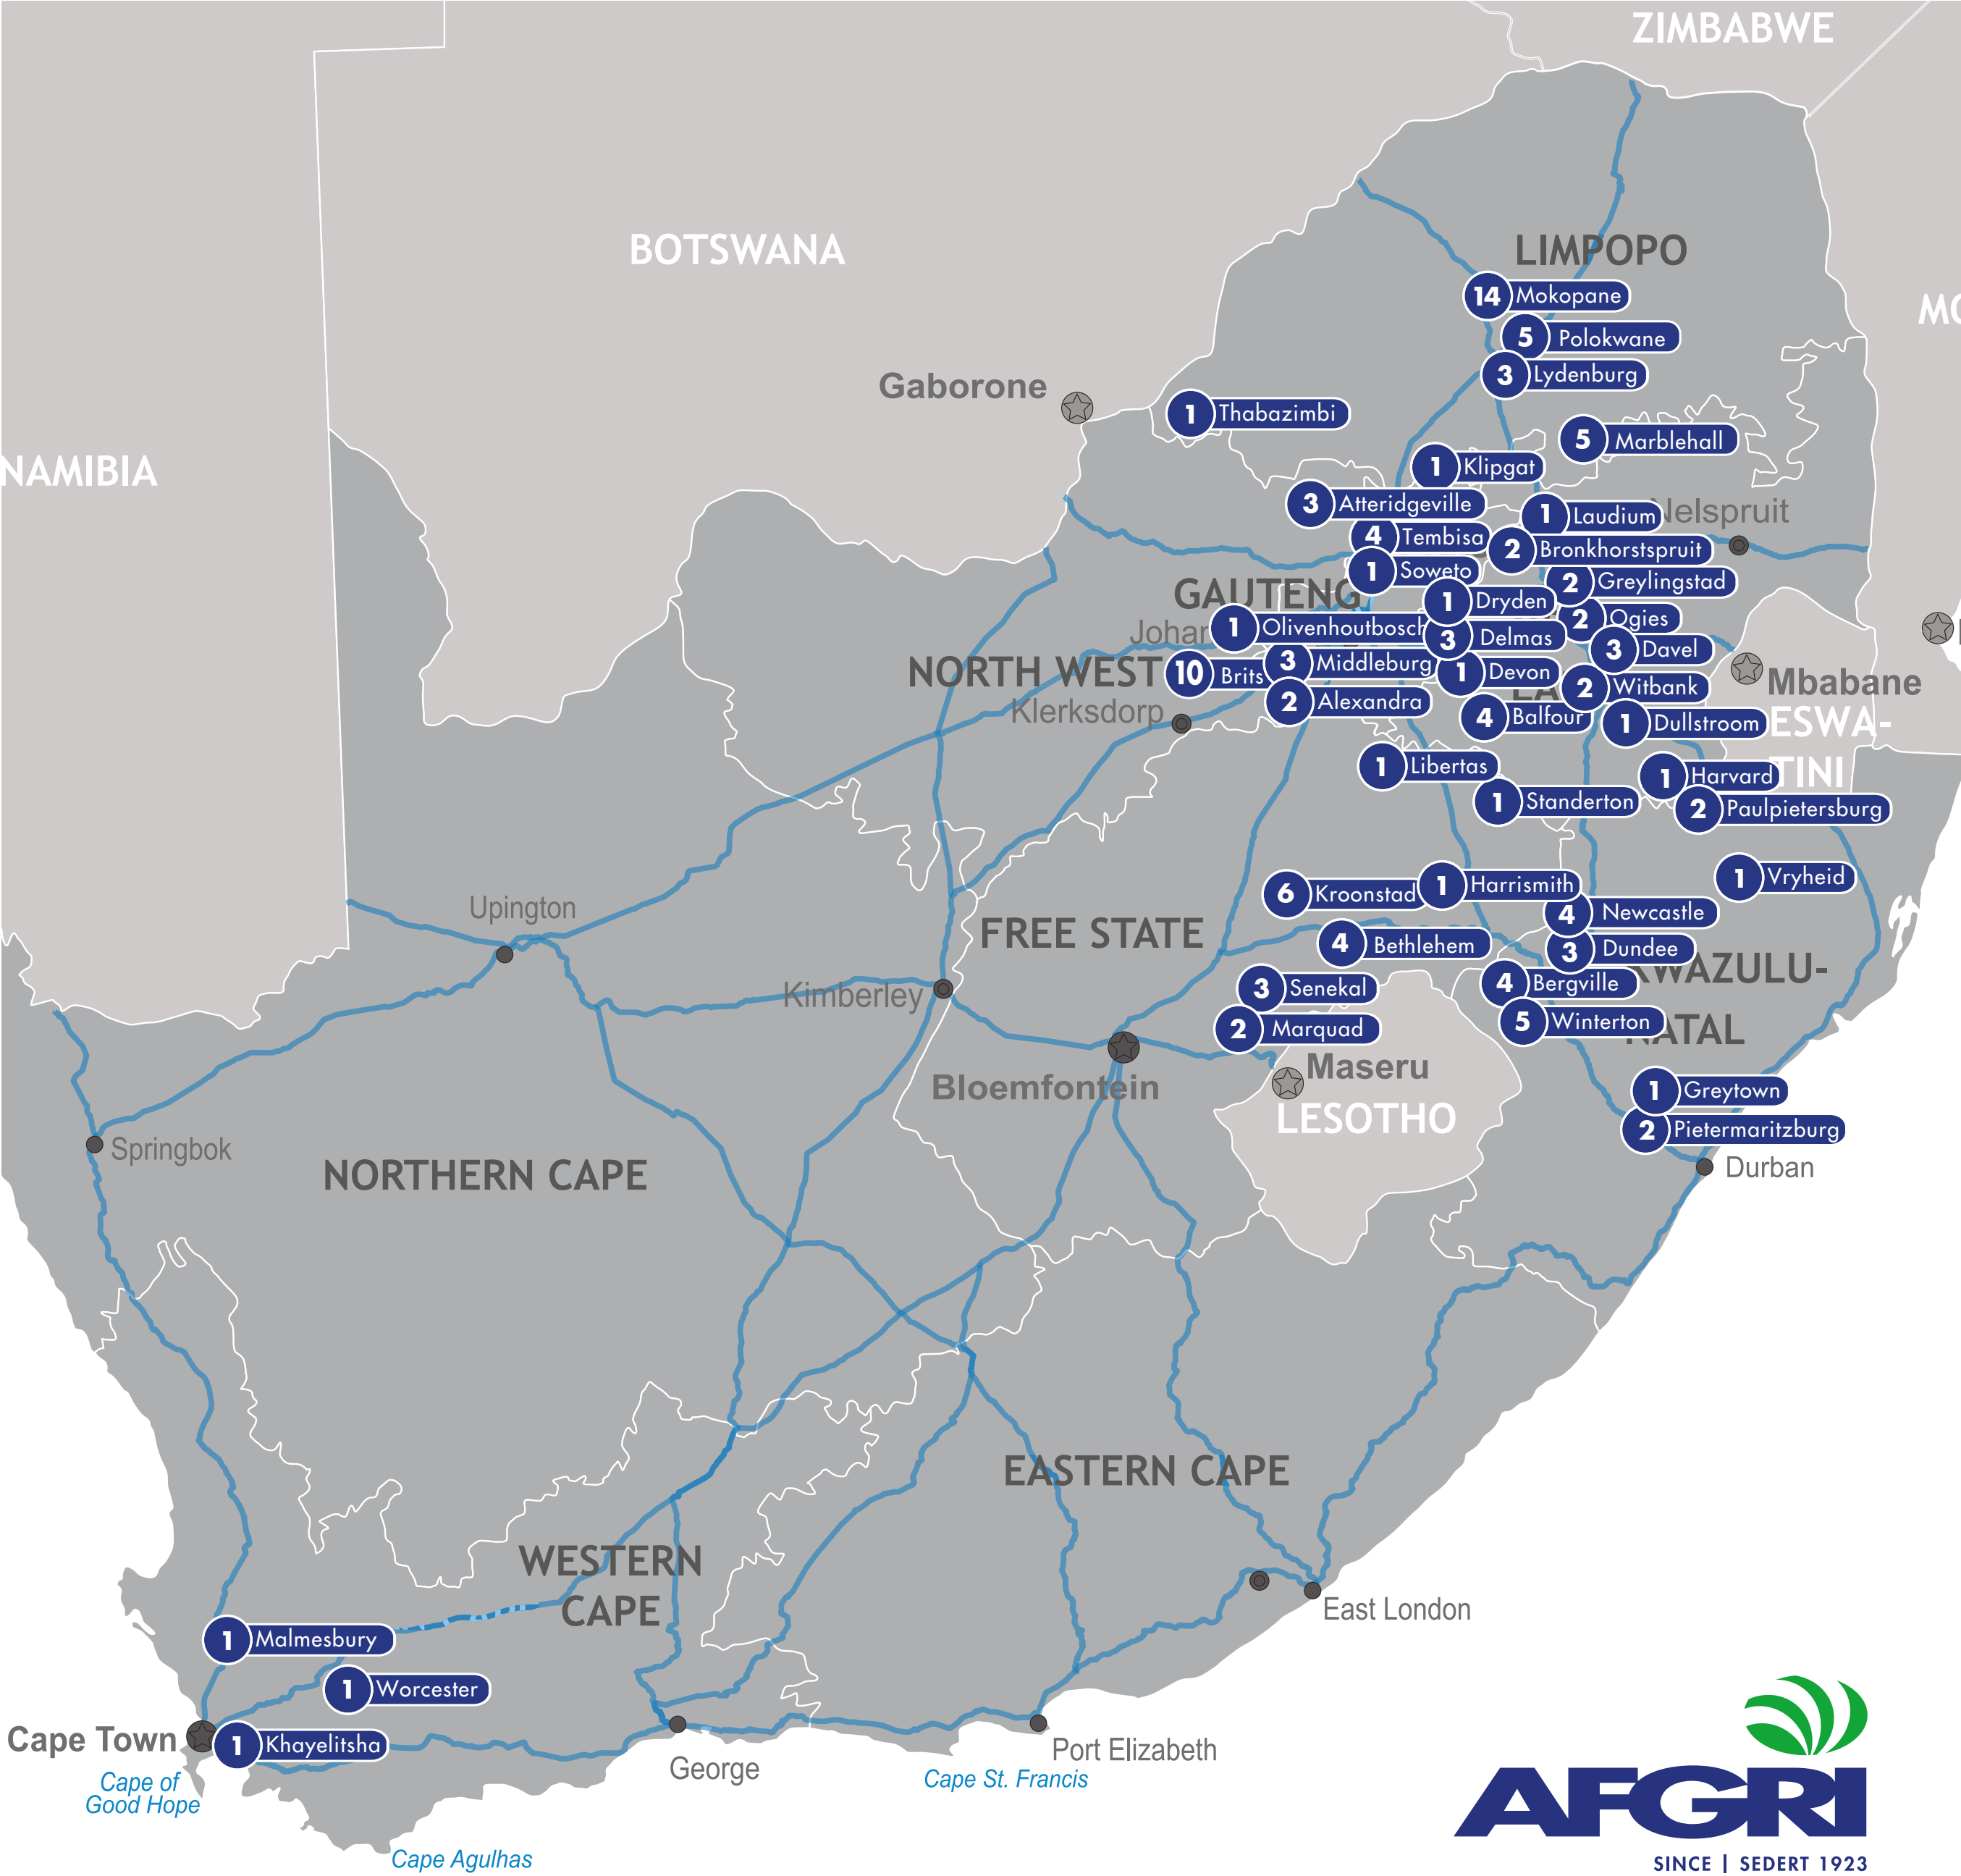 ZIMBABWE
BOTSWANA
LIMPOPO
14 Mokopane
MO
5 Polokwane
3 Lydenburg
Gaborone
1 Thabazimbi
5 Marblehall
NAMIBIA
1 Klipgat
3 Atteridgeville
1 Laudium
Nelspruit
4 Tembisa
2 Bronkhorstspruit
1 Soweto
2 Greylingstad
GAUTENG
1 Dryden
2 Ogies
Johan
1 Olivenhoutbosch
3 Delmas
3 Davel
NORTH WEST
10 Brits
3 Middleburg
1 Devon
LA
2 Witbank
Mbabane
Klerksdorp
2 Alexandra
4 Balfour
1 Dullstroom
ESWA-
TINI
1 Libertas
1 Harvard
1 Standerton
2 Paulpietersburg
1 Vryheid
6 Kroonstad
1 Harrismith
Upington
4 Newcastle
FREE STATE
4 Bethlehem
3 Dundee
KWAZULU-
NATAL
Kimberley
3 Senekal
4 Bergville
2 Marquad
5 Winterton
Bloemfontein
Maseru
LESOTHO
1 Greytown
2 Pietermaritzburg
Springbok
Durban
NORTHERN CAPE
EASTERN CAPE
WESTERN
CAPE
East London
1 Malmesbury
1 Worcester
Cape Town
1 Khayelitsha
George
Port Elizabeth
Cape of
Good Hope
Cape St. Francis
Cape Agulhas
AFGRI
SINCE | SEDERT 1923